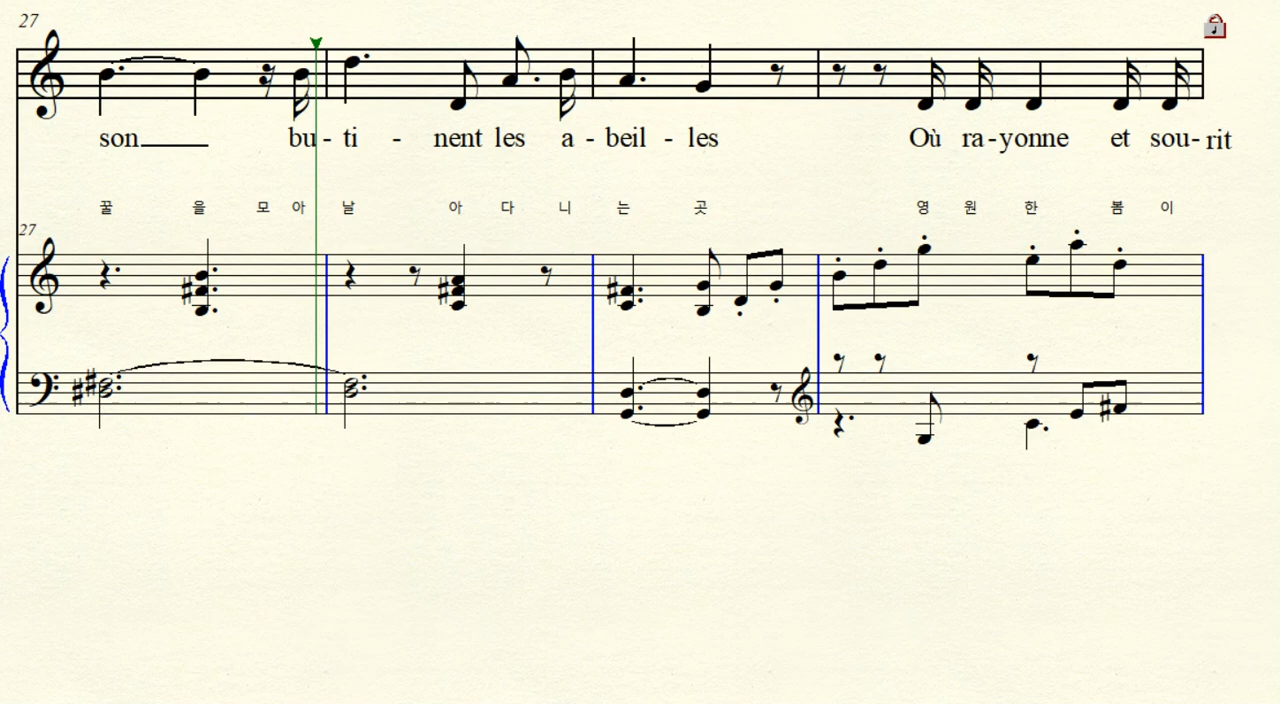 27
son bu - ti - nent les a - beil - les Où ra - yonne et sou - rit
꿀 을 모 아 날 아 다 니 는 곳 영 원 한 봄 이
27